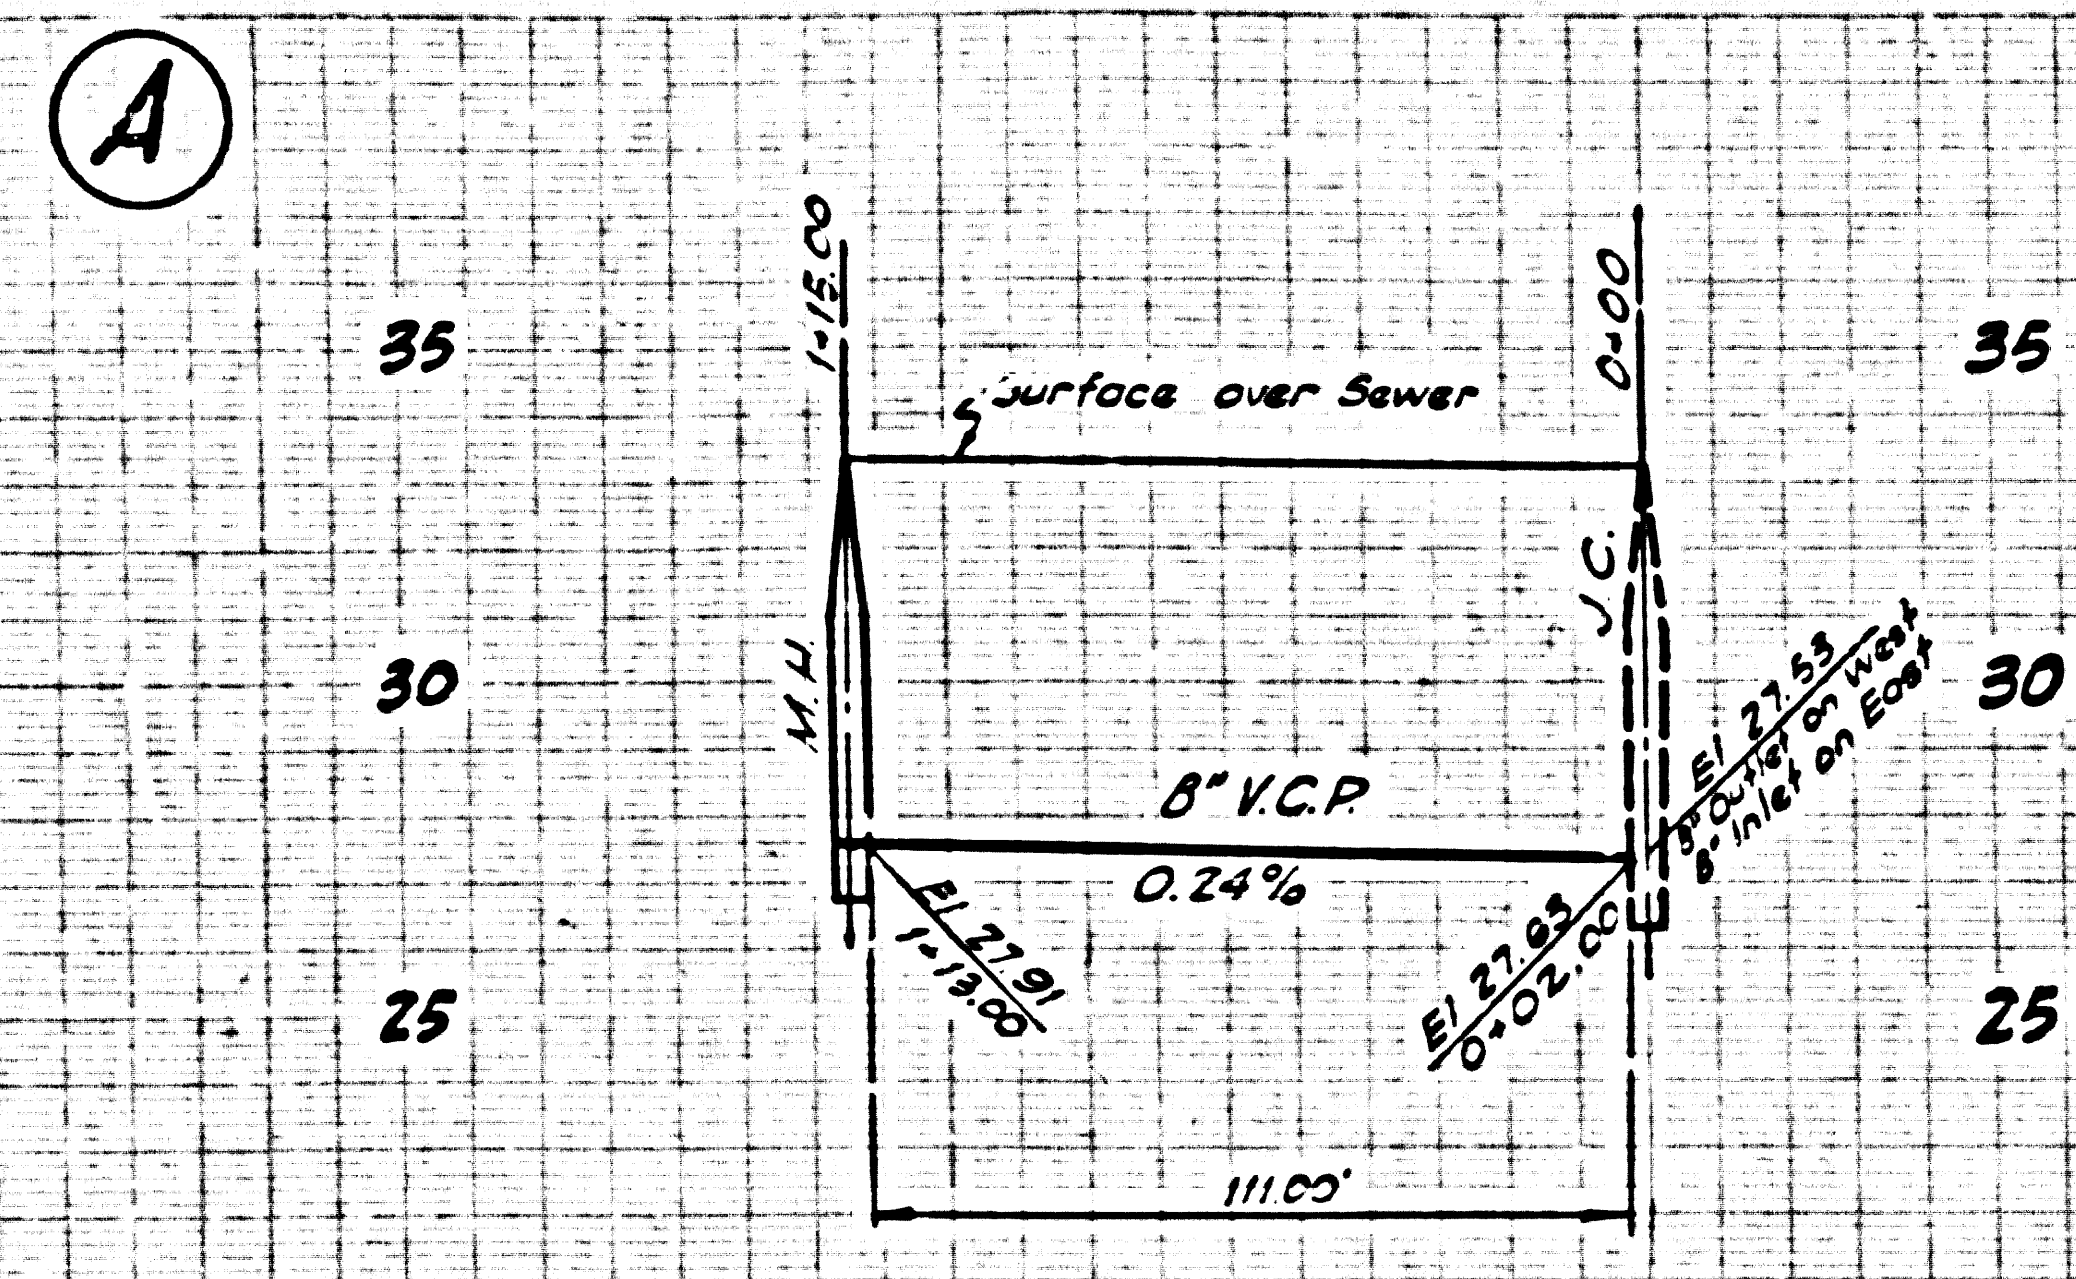 A
1+15.00
0+00
35
35
Surface over Sewer
J.C.
M.H.
30
30
El 27.53
8" Outlet on West
8" Inlet on East
8" V.C.P.
0.24%
El 27.91
1+13.00
El 27.63
0+02.00
25
25
111.00'